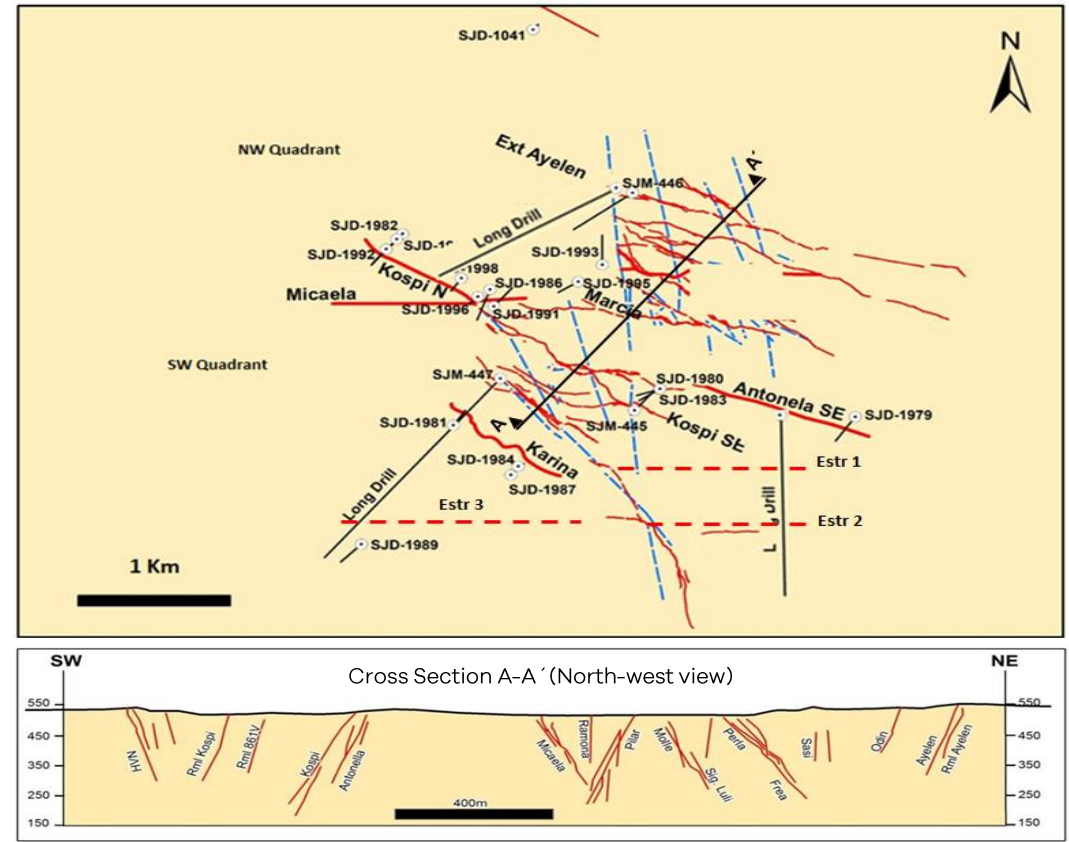 SJD-1041
N
NW Quadrant
Ext Ayelen
A'
SJM-446
SJD-1982
SJD-1992
Long Drill
SJD-1993
-1998
Kospi N
SJD-1986
SJD-1995
Micaela
SJD-1996
SJD-1991
SW Quadrant
SJM-447
SJD-1980
SJD-1983
Antonela SE
SJD-1979
SJD-1981
A
SJM-445
Kospi SE
Karina
SJD-1984
SJD-1987
Estr 1
Long Drill
Estr 3
Estr 2
SJD-1989
1 Km
SW
NE
Cross Section A-A´(North-west view)
550
450
350
250
150
NVH
Rml Kospi
Rml 861V
Kospi
Antonella
Micaela
Ramona
Pilar
Molle
Sig. Luli
Perla
Frea
Sasi
Odin
Ayelen
Rml Ayelen
400m
550
450
350
250
150